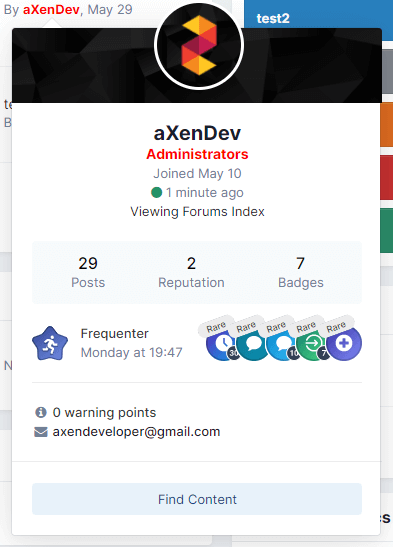 By aXenDev, May 29
test2
te
B
aXenDev
Administrators
Joined May 10
1 minute ago
Viewing Forums Index
29
Posts
2
Reputation
7
Badges
Frequenter
Monday at 19:47
Rare Rare Rare Rare Rare
30 10 7
N
0 warning points
axendeveloper@gmail.com
Find Content
cs